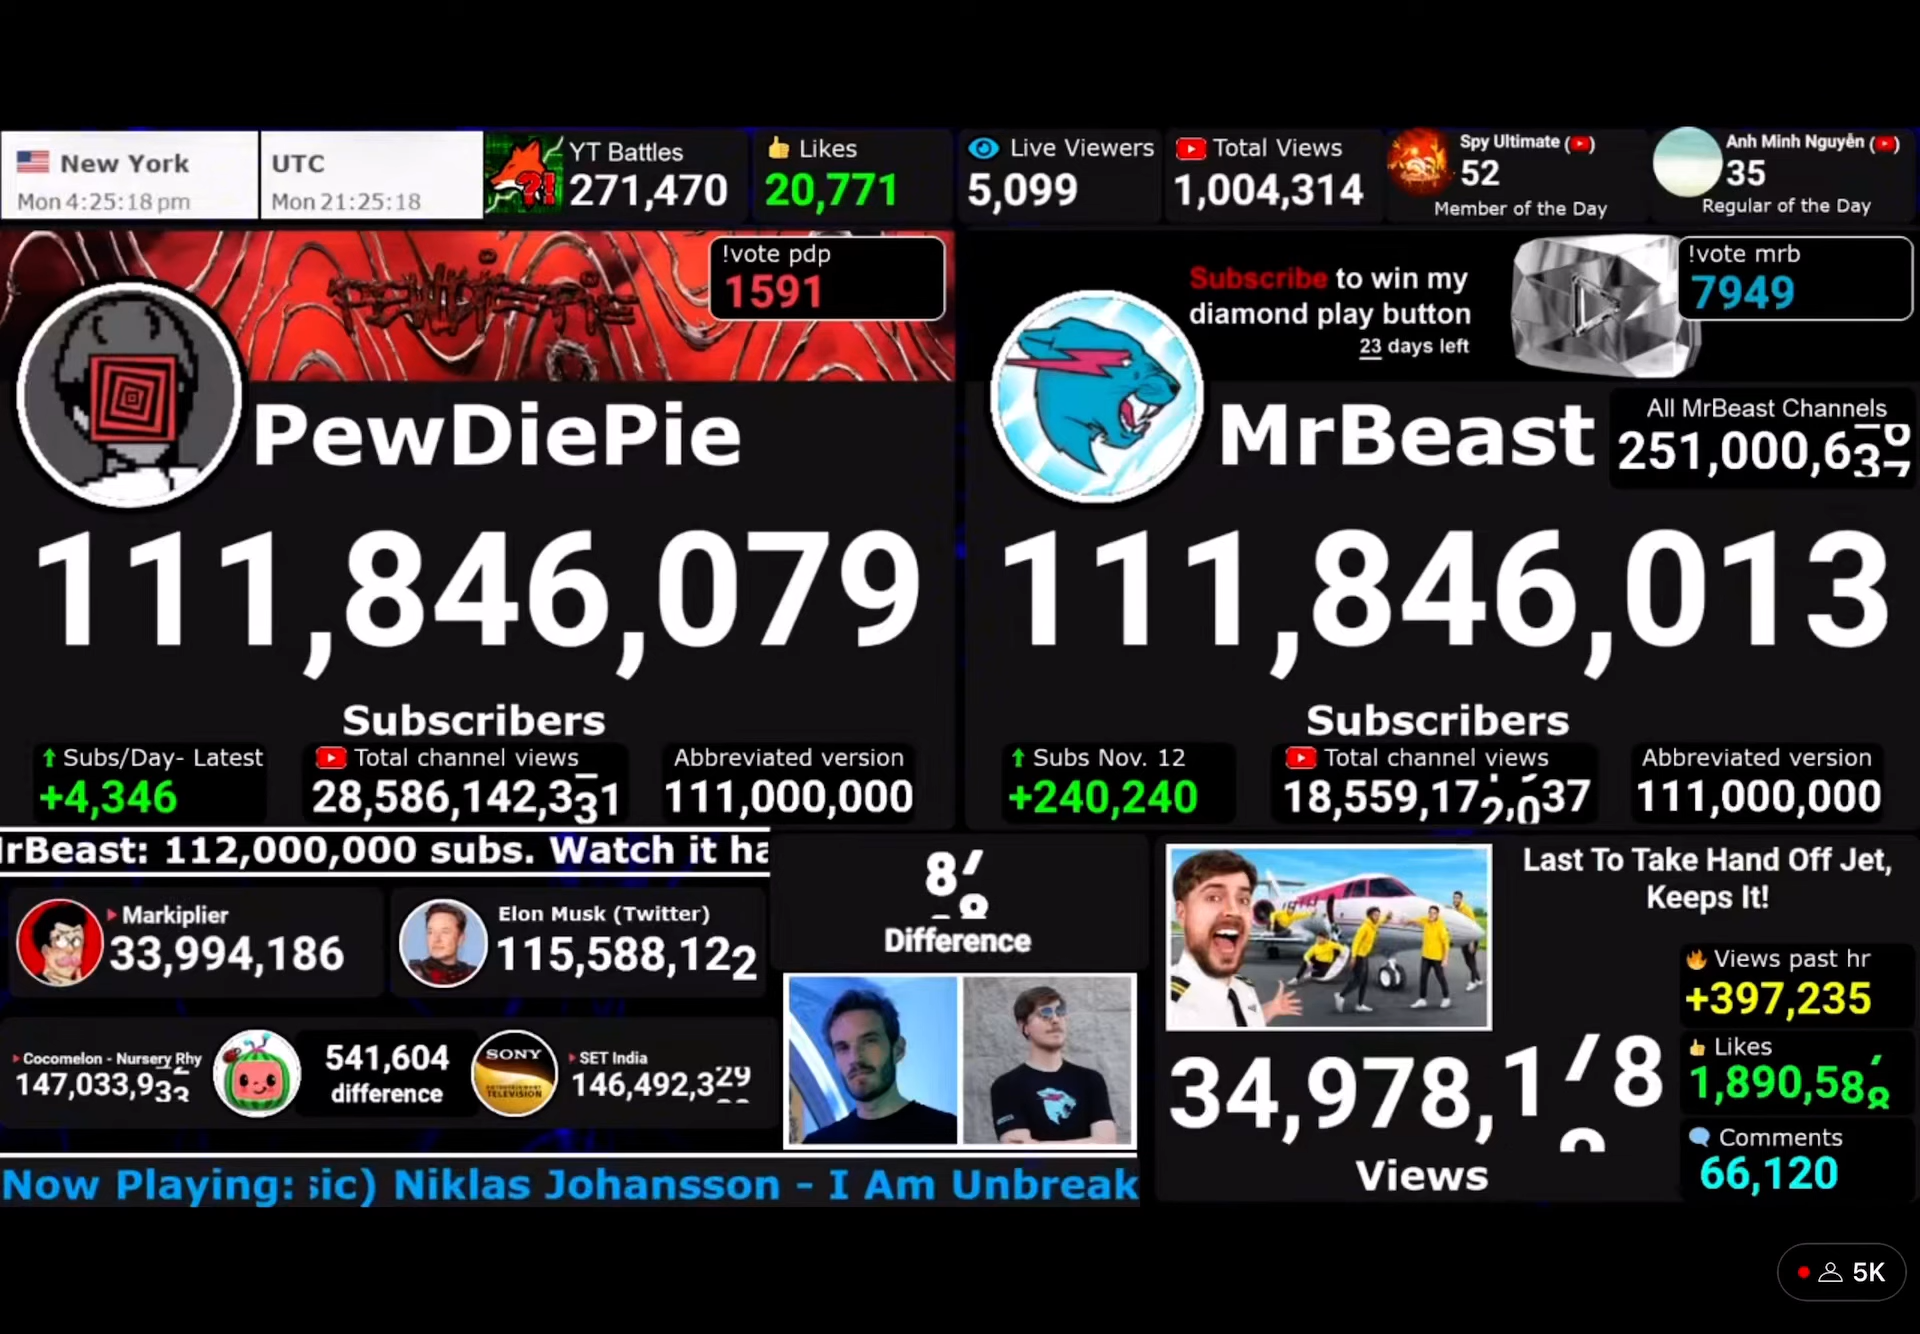 New York
Mon 4:25:18 pm
UTC
Mon 21:25:18
YT Battles
271,470
Likes
20,771
Live Viewers
5,099
Total Views
1,004,314
Spy Ultimate ( )
52
Member of the Day
Anh Minh Nguyễn ( )
35
Regular of the Day
PewDiePie
!vote pdp
1591
Subscribe to win my
diamond play button
23 days left
!vote mrb
7949
PewDiePie
MrBeast
All MrBeast Channels
111,846,079
Subscribers
111,846,013
Subscribers
Subs/Day- Latest
+4,346
Total channel views
Abbreviated version
111,000,000
Subs Nov. 12
+240,240
Total channel views
Abbreviated version
111,000,000
rBeast: 112,000,000 subs. Watch it ha
Markiplier
33,994,186
Elon Musk (Twitter)
115,588,122
Difference
Cocomelon - Nursery Rhy
541,604
difference
SONY
ENTERTAINMENT
TELEVISION
SET India
Now Playing: sic) Niklas Johansson - I Am Unbreak
Last To Take Hand Off Jet,
Keeps It!
Views
Views past hr
+397,235
Likes
Comments
66,120
5K